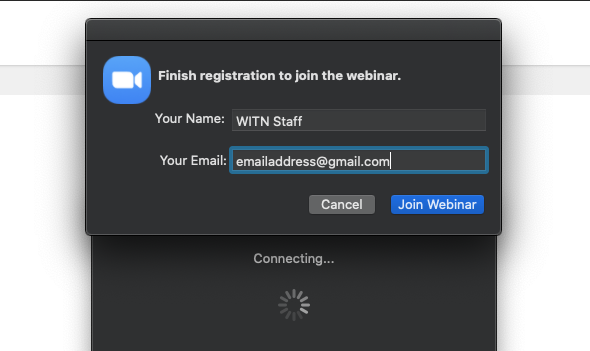 Finish registration to join the webinar.
Your Name: WITN Staff
Your Email: emailaddress@gmail.com
Cancel Join Webinar
Connecting...